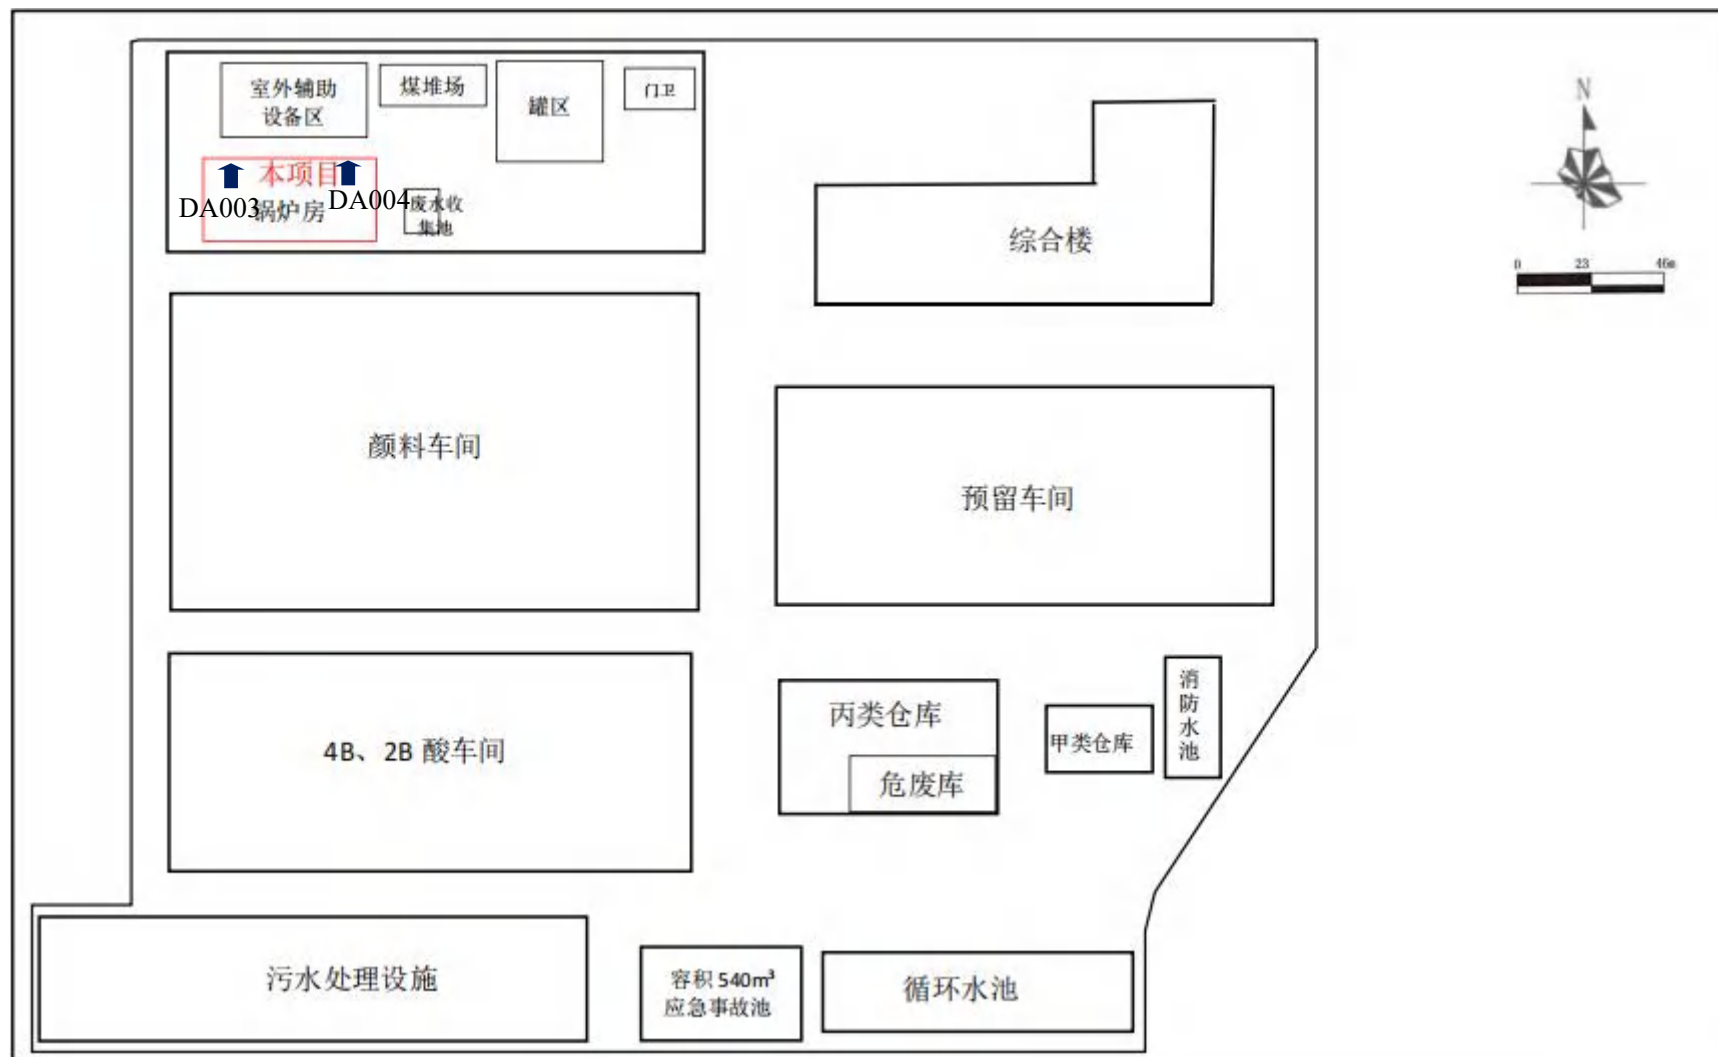 室外辅助
设备区
煤堆场
罐区
门卫
N
本项目
DA003
DA004
锅炉房
废水收
集池
综合楼
0 23 46m
颜料车间
预留车间
4B、2B 酸车间
丙类仓库
危废库
甲类仓库
消
防
水
池
污水处理设施
容积 540m³
应急事故池
循环水池